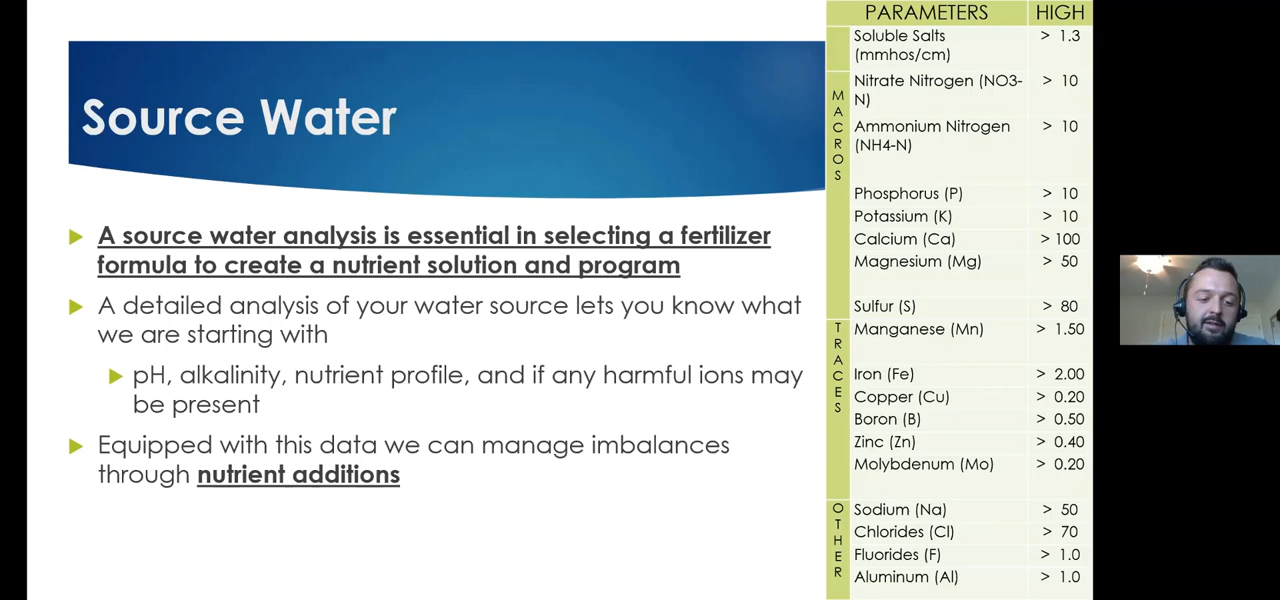 Source Water
A source water analysis is essential in selecting a fertilizer
formula to create a nutrient solution and program
A detailed analysis of your water source lets you know what
we are starting with
pH, alkalinity, nutrient profile, and if any harmful ions may
be present
Equipped with this data we can manage imbalances
through nutrient additions
PARAMETERS HIGH
Soluble Salts > 1.3
(mmhos/cm)
MACROS
Nitrate Nitrogen (NO3- > 10
N)
Ammonium Nitrogen > 10
(NH4-N)
Phosphorus (P) > 10
Potassium (K) > 10
Calcium (Ca) > 100
Magnesium (Mg) > 50
Sulfur (S) > 80
TRACES
Manganese (Mn) > 1.50
Iron (Fe) > 2.00
Copper (Cu) > 0.20
Boron (B) > 0.50
Zinc (Zn) > 0.40
Molybdenum (Mo) > 0.20
OTHER
Sodium (Na) > 50
Chlorides (Cl) > 70
Fluorides (F) > 1.0
Aluminum (Al) > 1.0